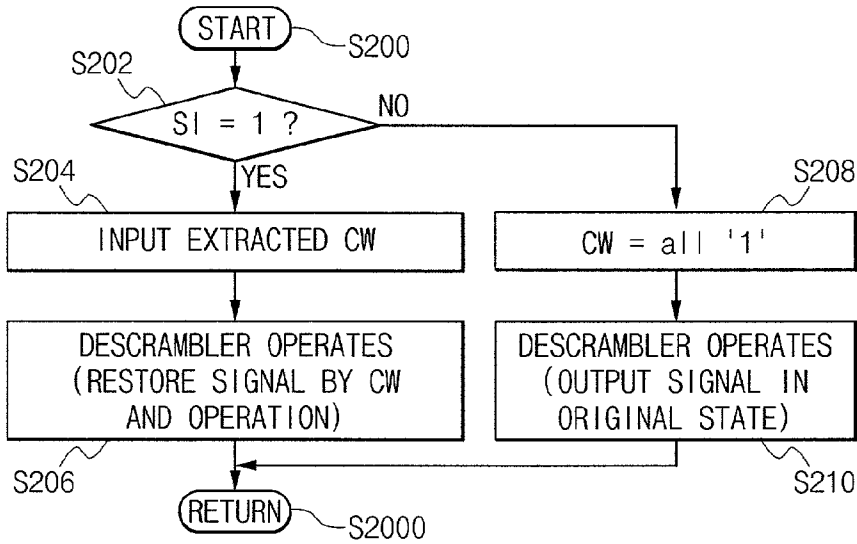 START
S200
S202
SI = 1 ?
NO
YES
S204
INPUT EXTRACTED CW
S208
CW = all '1'
DESCRAMBLER OPERATES
(RESTORE SIGNAL BY CW
AND OPERATION)
S206
DESCRAMBLER OPERATES
(OUTPUT SIGNAL IN
ORIGINAL STATE)
S210
RETURN
S2000